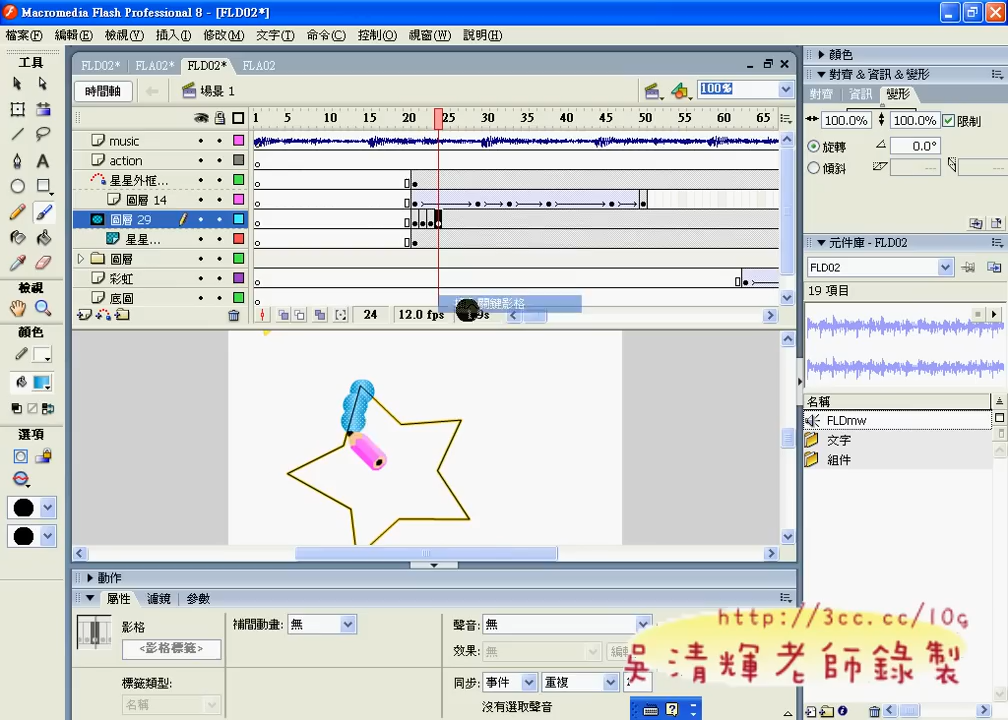 Macromedia Flash Professional 8 - [FLD02*]
檔案(F) 編輯(E) 檢視(V) 插入(I) 修改(M) 文字(T) 命令(C) 控制(O) 視窗(W) 說明(H)
工具
FLD02* FLA02* FLD02* FLA02
時間軸 場景 1 100%
1 5 10 15 20 25 30 35 40 45 50 55 60 65
music
action
星星外框...
圖層 14
圖層 29
星星...
圖層
彩虹
底圖
24 12.0 fps
關鍵影格
檢視
顏色
選項
顏色
對齊 & 資訊 & 變形
對齊 資訊 變形
100.0% 100.0% 限制
旋轉 0.0°
傾斜
元件庫 - FLD02
FLD02
19 項目
名稱
FLDmw
文字
組件
動作
屬性 濾鏡 參數
影格
<影格標籤>
標籤類型:
名稱
補間動畫: 無
聲音: 無
效果: 無
同步: 事件 重複
沒有選取聲音
http://3cc.cc/10g
吳清輝老師錄製